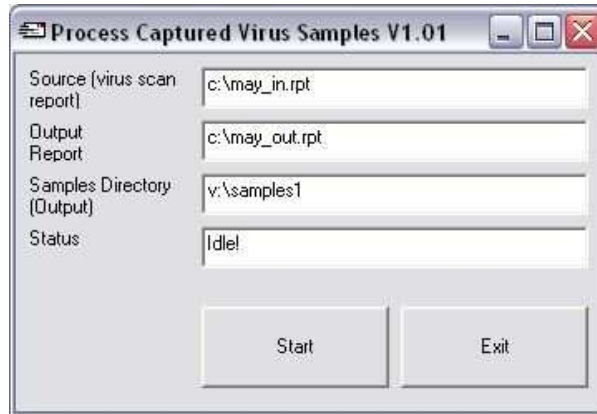 Process Captured Virus Samples V1.01
Source (virus scan
report)
c:\may_in.rpt
Output
Report
c:\may_out.rpt
Samples Directory
(Output)
v:\samples1
Status
Idle!
Start
Exit